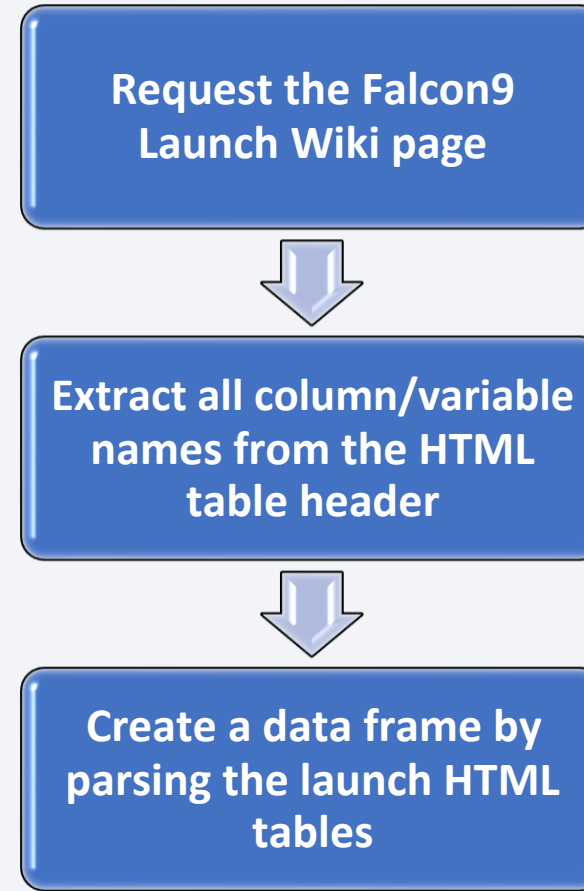 Request the Falcon9
Launch Wiki page
Extract all column/variable
names from the HTML
table header
Create a data frame by
parsing the launch HTML
tables